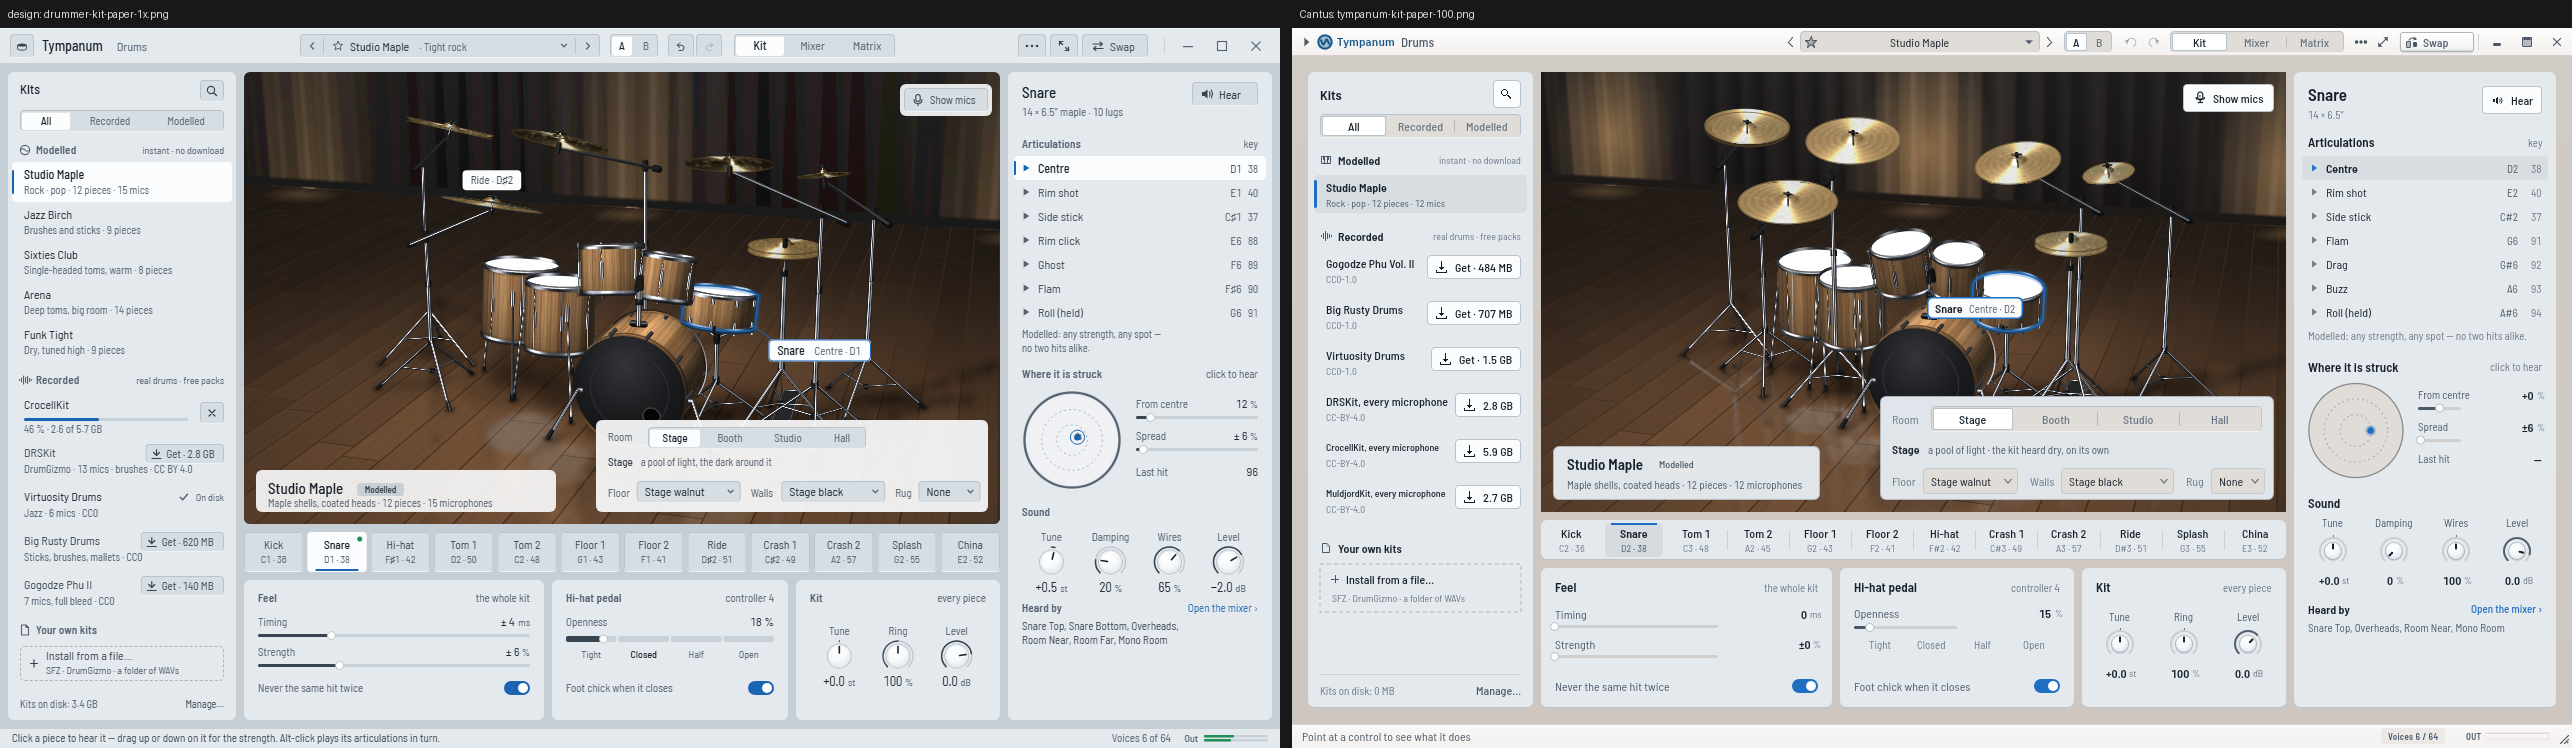 design: drummer-kit-paper-1x.png
Tympanum Drums
Studio Maple · Tight rock
A B
Kit Mixer Matrix
Swap
Kits
All Recorded Modelled
Modelled instant · no download
Studio Maple
Rock · pop · 12 pieces · 15 mics
Jazz Birch
Brushes and sticks · 9 pieces
Sixties Club
Single-headed toms, warm · 8 pieces
Arena
Deep toms, big room · 14 pieces
Funk Tight
Dry, tuned high · 9 pieces
Recorded real drums · free packs
CrocellKit
46 % · 2.6 of 5.7 GB
DRSKit Get · 2.8 GB
DrumGizmo · 13 mics · brushes · CC BY 4.0
Virtuosity Drums On disk
Jazz · 6 mics · CC0
Big Rusty Drums Get · 620 MB
Sticks, brushes, mallets · CC0
Gogodze Phu II Get · 140 MB
7 mics, full bleed · CC0
Your own kits
Install from a file...
SFZ · DrumGizmo · a folder of WAVs
Kits on disk: 3.4 GB Manage...
Show mics
Ride · D♯2
Snare Centre · D1
Studio Maple Modelled
Maple shells, coated heads · 12 pieces · 15 microphones
Room Stage Booth Studio Hall
Stage a pool of light, the dark around it
Floor Stage walnut Walls Stage black Rug None
Kick Snare Hi-hat Tom 1 Tom 2 Floor 1 Floor 2 Ride Crash 1 Crash 2 Splash China
C1 · 36 D1 · 38 F♯1 · 42 D2 · 50 C2 · 48 G1 · 43 F1 · 41 D♯2 · 51 C♯2 · 49 A2 · 57 G2 · 55 E2 · 52
Feel the whole kit
Timing ± 4 ms
Strength ± 6 %
Never the same hit twice
Hi-hat pedal controller 4
Openness 18 %
Tight Closed Half Open
Foot chick when it closes
Kit every piece
Tune Ring Level
+0.0 st 100 % 0.0 dB
Snare
14 × 6.5″ maple · 10 lugs
Hear
Articulations key
Centre D1 38
Rim shot E1 40
Side stick C♯1 37
Rim click E6 88
Ghost F6 89
Flam F♯6 90
Roll (held) G6 91
Modelled: any strength, any spot —
no two hits alike.
Where it is struck click to hear
From centre 12 %
Spread ± 6 %
Last hit 96
Sound
Tune Damping Wires Level
+0.5 st 20 % 65 % −2.0 dB
Heard by Open the mixer ›
Snare Top, Snare Bottom, Overheads,
Room Near, Room Far, Mono Room
Click a piece to hear it — drag up or down on it for the strength. Alt-click plays its articulations in turn.
Voices 6 of 64 Out
Cantus: tympanum-kit-paper-100.png
Tympanum Drums
Studio Maple
A B
Kit Mixer Matrix
Swap
Kits
All Recorded Modelled
Modelled instant · no download
Studio Maple
Rock · pop · 12 pieces · 12 mics
Recorded real drums · free packs
Gogodze Phu Vol. II Get · 484 MB
CC0-1.0
Big Rusty Drums Get · 707 MB
CC0-1.0
Virtuosity Drums Get · 1.5 GB
CC0-1.0
DRSKit, every microphone 2.8 GB
CC-BY-4.0
CrocellKit, every microphone 5.9 GB
CC-BY-4.0
MuldjordKit, every microphone 2.7 GB
CC-BY-4.0
Your own kits
Install from a file...
SFZ · DrumGizmo · a folder of WAVs
Kits on disk: 0 MB Manage...
Show mics
Snare Centre · D2
Studio Maple Modelled
Maple shells, coated heads · 12 pieces · 12 microphones
Room Stage Booth Studio Hall
Stage a pool of light · the kit heard dry, on its own
Floor Stage walnut Walls Stage black Rug None
Kick Snare Tom 1 Tom 2 Floor 1 Floor 2 Hi-hat Crash 1 Crash 2 Ride Splash China
C2 · 36 D2 · 38 C3 · 48 A2 · 45 G2 · 43 F2 · 41 F#2 · 42 C#3 · 49 A3 · 57 D#3 · 51 G3 · 55 E3 · 52
Feel the whole kit
Timing 0 ms
Strength ±0 %
Never the same hit twice
Hi-hat pedal controller 4
Openness 15 %
Tight Closed Half Open
Foot chick when it closes
Kit every piece
Tune Ring Level
+0.0 st 100 % 0.0 dB
Snare
14 × 6.5″
Hear
Articulations key
Centre D2 38
Rim shot E2 40
Side stick C#2 37
Flam G6 91
Drag G#6 92
Buzz A6 93
Roll (held) A#6 94
Modelled: any strength, any spot — no two hits alike.
Where it is struck click to hear
From centre +0 %
Spread ±6 %
Last hit —
Sound
Tune Damping Wires Level
+0.0 st 0 % 100 % 0.0 dB
Heard by Open the mixer ›
Snare Top, Overheads, Room Near, Mono Room
Point at a control to see what it does
Voices 6 / 64 OUT